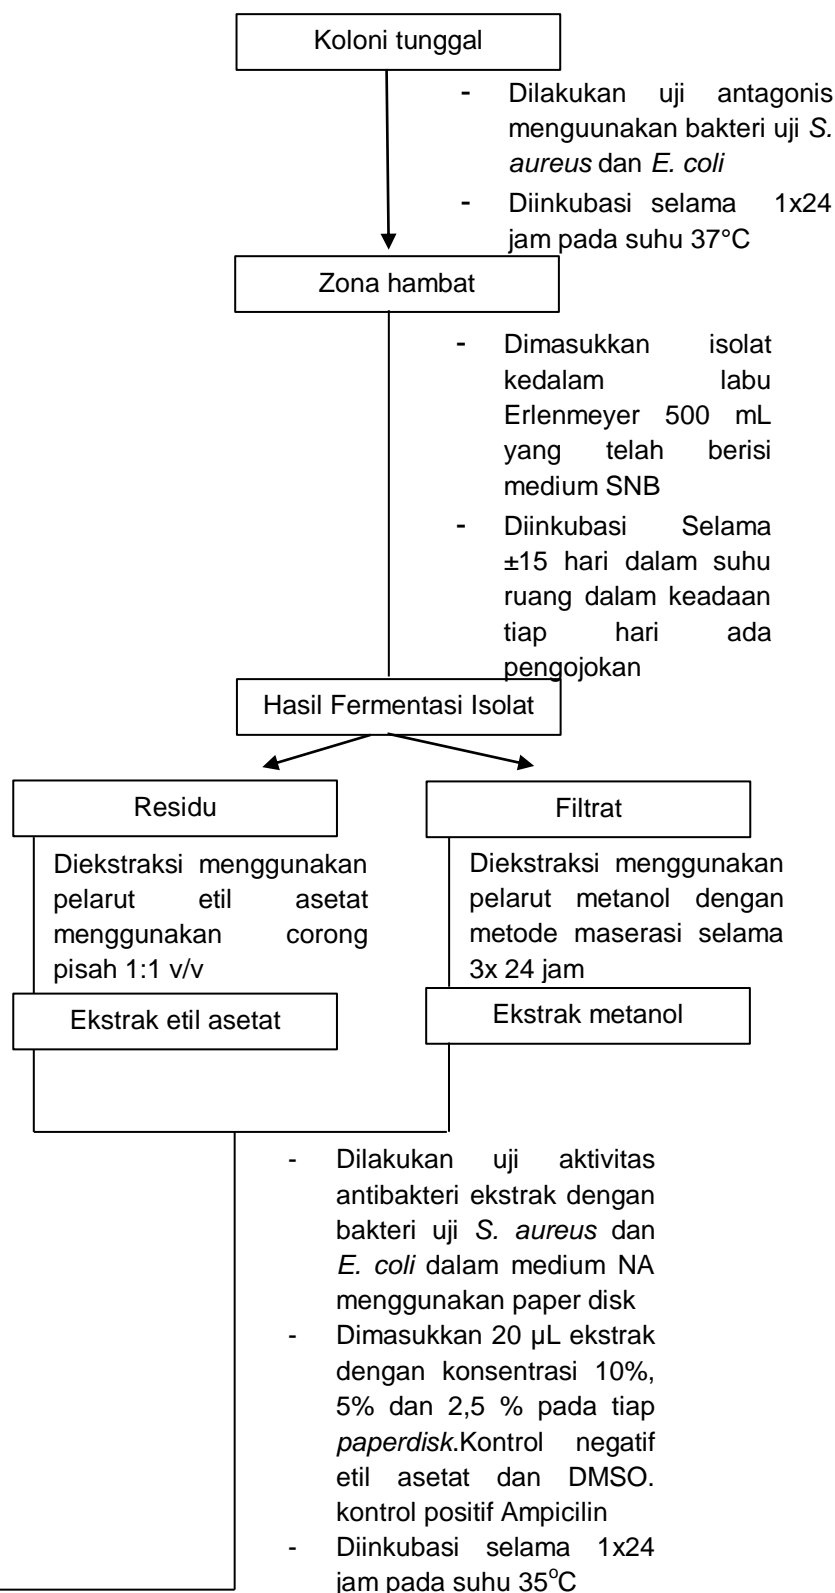 Koloni tunggal
- Dilakukan uji antagonis
menguunakan bakteri uji S.
aureus dan E. coli
- Diinkubasi selama 1x24
jam pada suhu 37°C
Zona hambat
- Dimasukkan isolat
kedalam labu
Erlenmeyer 500 mL
yang telah berisi
medium SNB
- Diinkubasi Selama
±15 hari dalam suhu
ruang dalam keadaan
tiap hari ada
pengojokan
Hasil Fermentasi Isolat
Residu
Diekstraksi menggunakan
pelarut etil asetat
menggunakan corong
pisah 1:1 v/v
Ekstrak etil asetat
Filtrat
Diekstraksi menggunakan
pelarut metanol dengan
metode maserasi selama
3x 24 jam
Ekstrak metanol
- Dilakukan uji aktivitas
antibakteri ekstrak dengan
bakteri uji S. aureus dan
E. coli dalam medium NA
menggunakan paper disk
- Dimasukkan 20 µL ekstrak
dengan konsentrasi 10%,
5% dan 2,5 % pada tiap
paperdisk.Kontrol negatif
etil asetat dan DMSO.
kontrol positif Ampicilin
- Diinkubasi selama 1x24
jam pada suhu 35°C